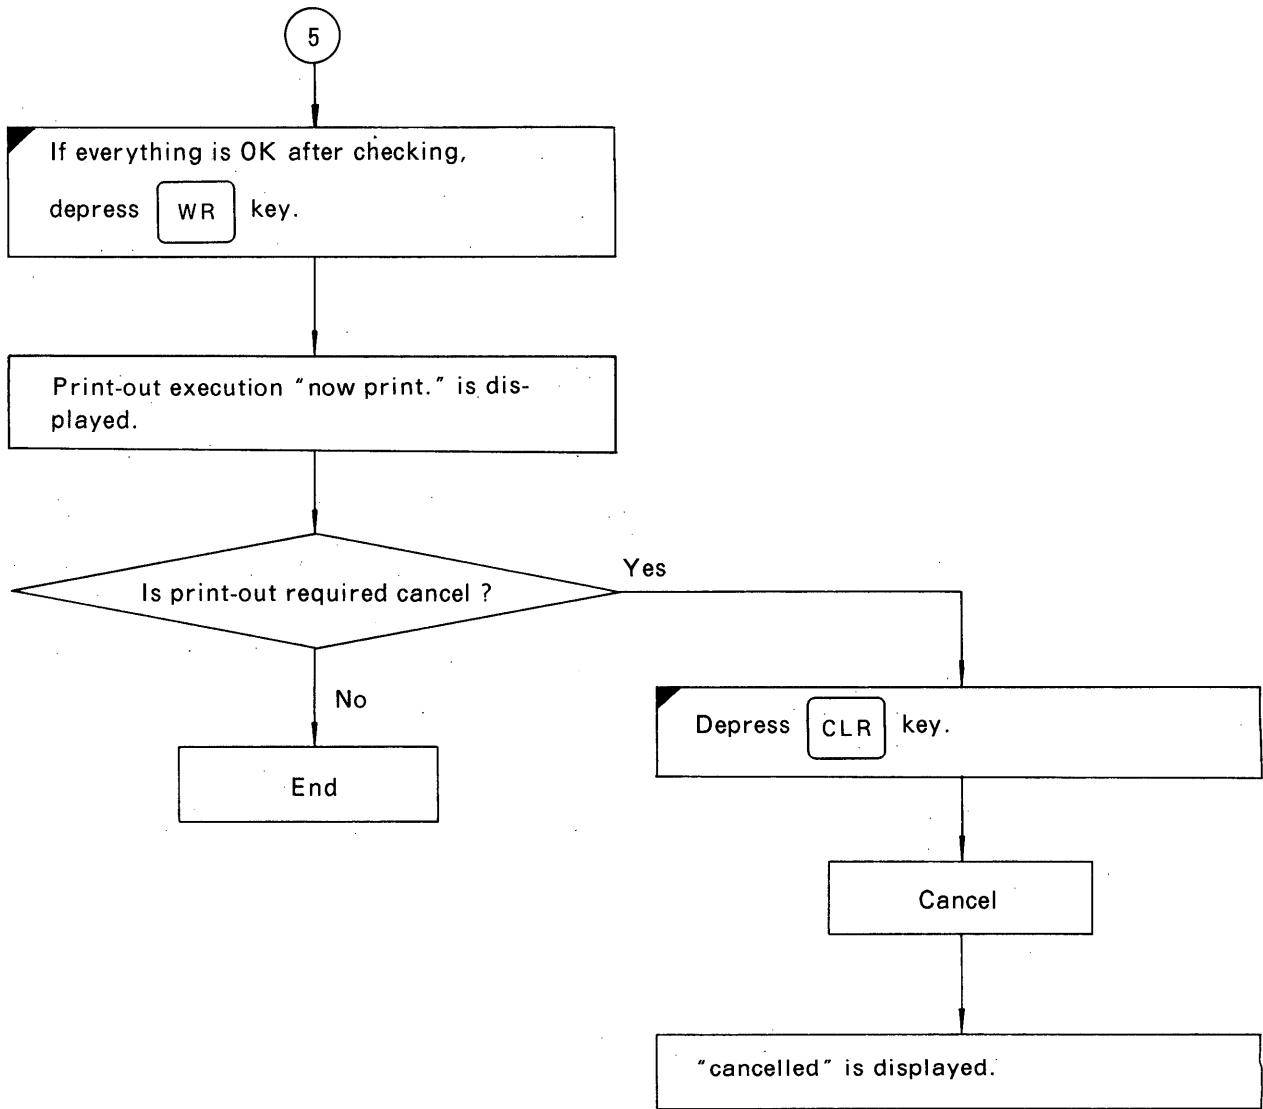 5
If everything is OK after checking,
depress WR key.
Print-out execution "now print." is dis-
played.
Is print-out required cancel ?
Yes
No
End
Depress CLR key.
Cancel
"cancelled" is displayed.